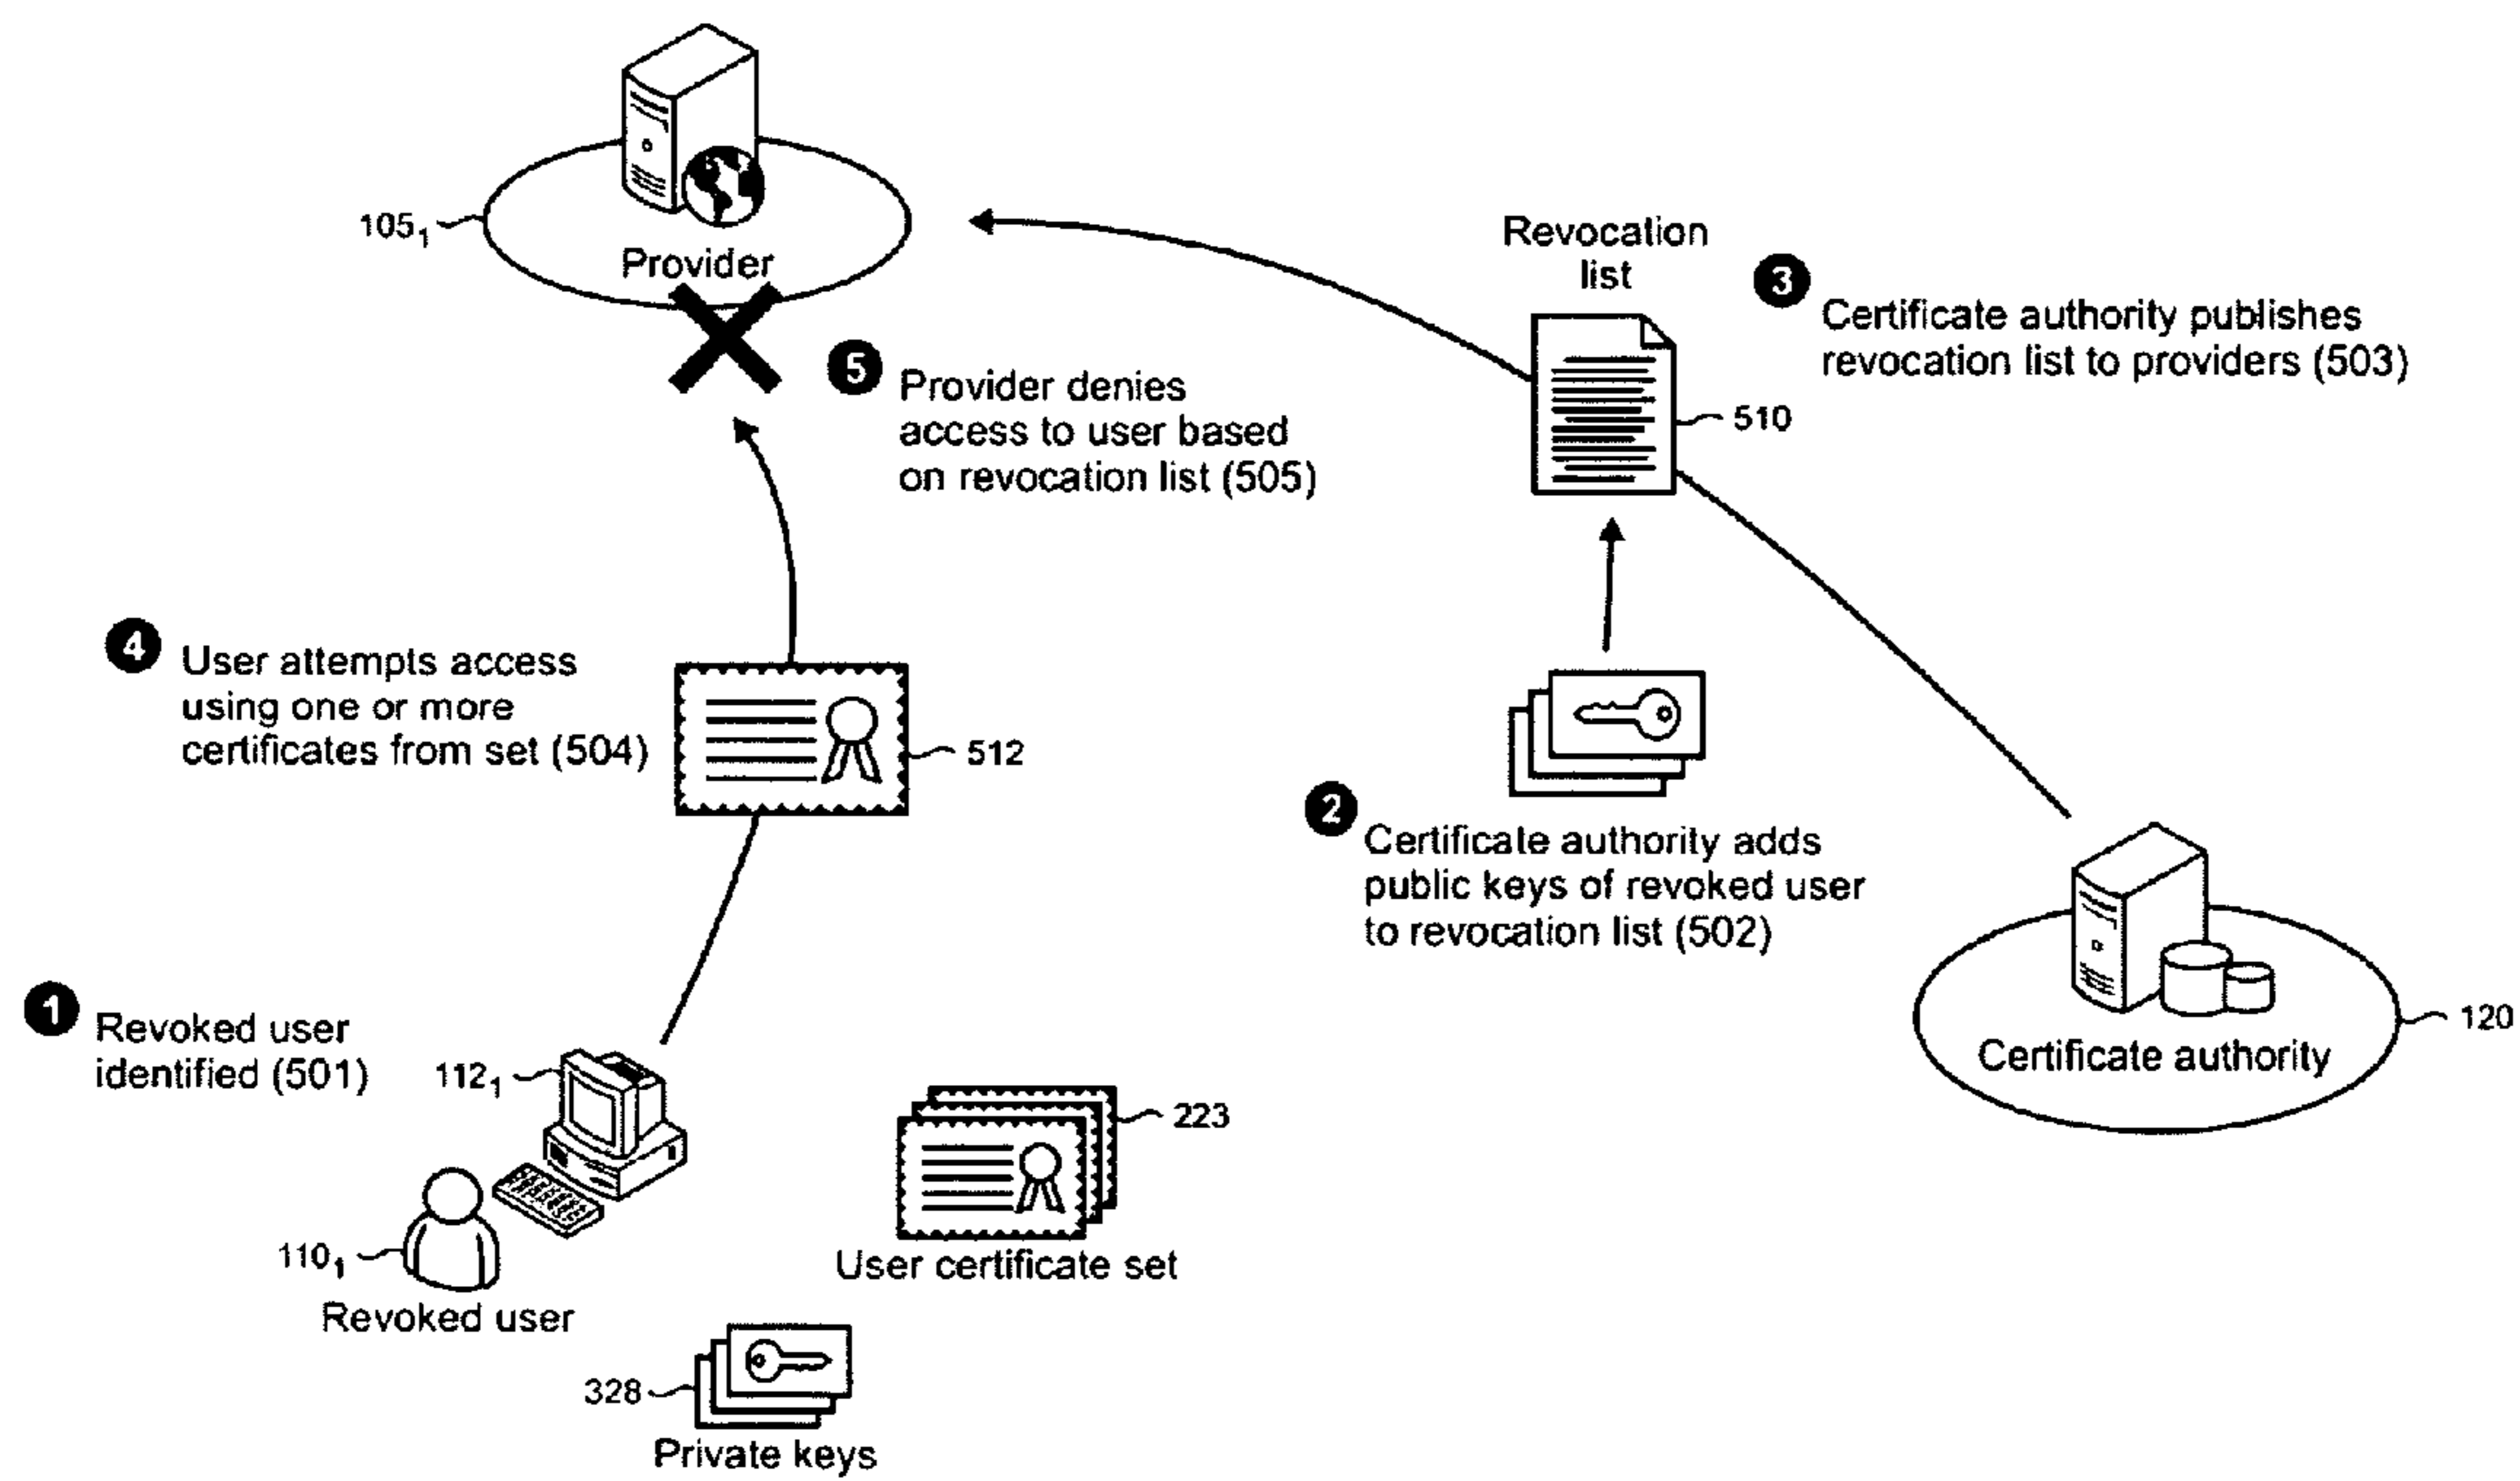 105₁
Provider
Revocation
list
3
Certificate authority publishes
revocation list to providers (503)
510
5
Provider denies
access to user based
on revocation list (505)
4
User attempts access
using one or more
certificates from set (504)
512
2
Certificate authority adds
public keys of revoked user
to revocation list (502)
120
Certificate authority
1
Revoked user
identified (501)
112₁
223
User certificate set
110₁
Revoked user
328
Private keys